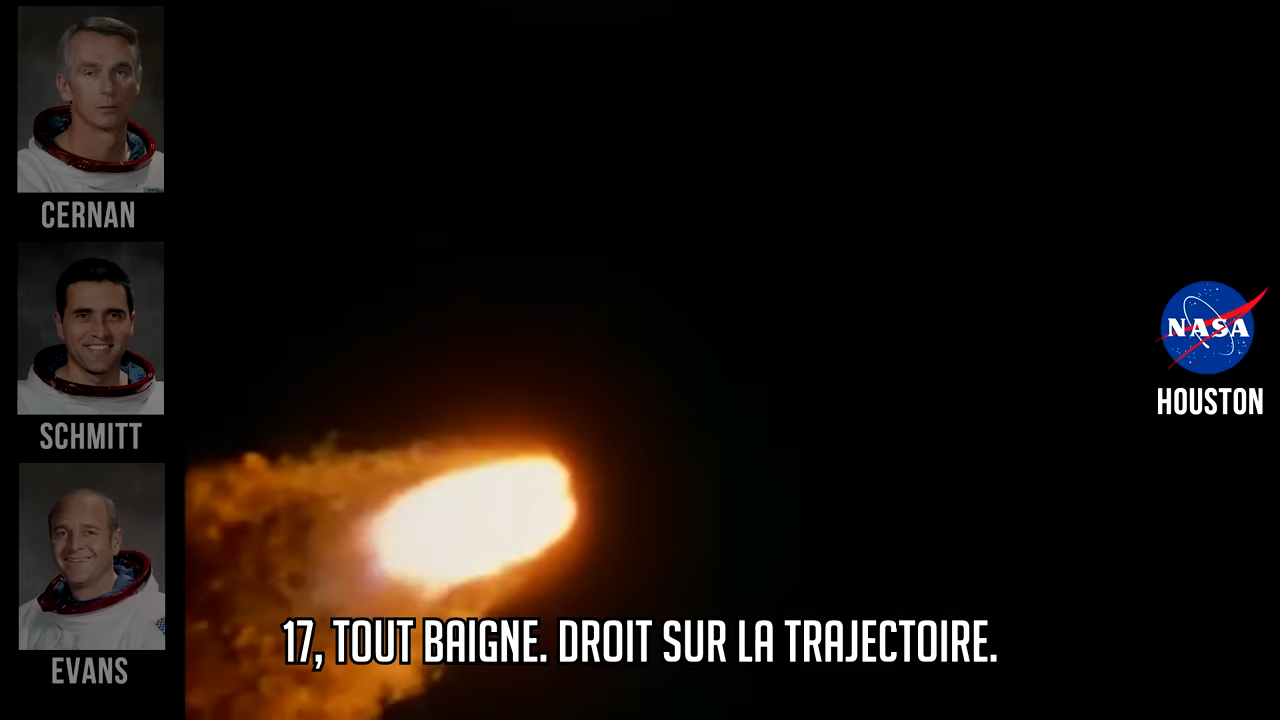 CERNAN
SCHMITT
EVANS
NASA
HOUSTON
17, TOUT BAIGNE. DROIT SUR LA TRAJECTOIRE.